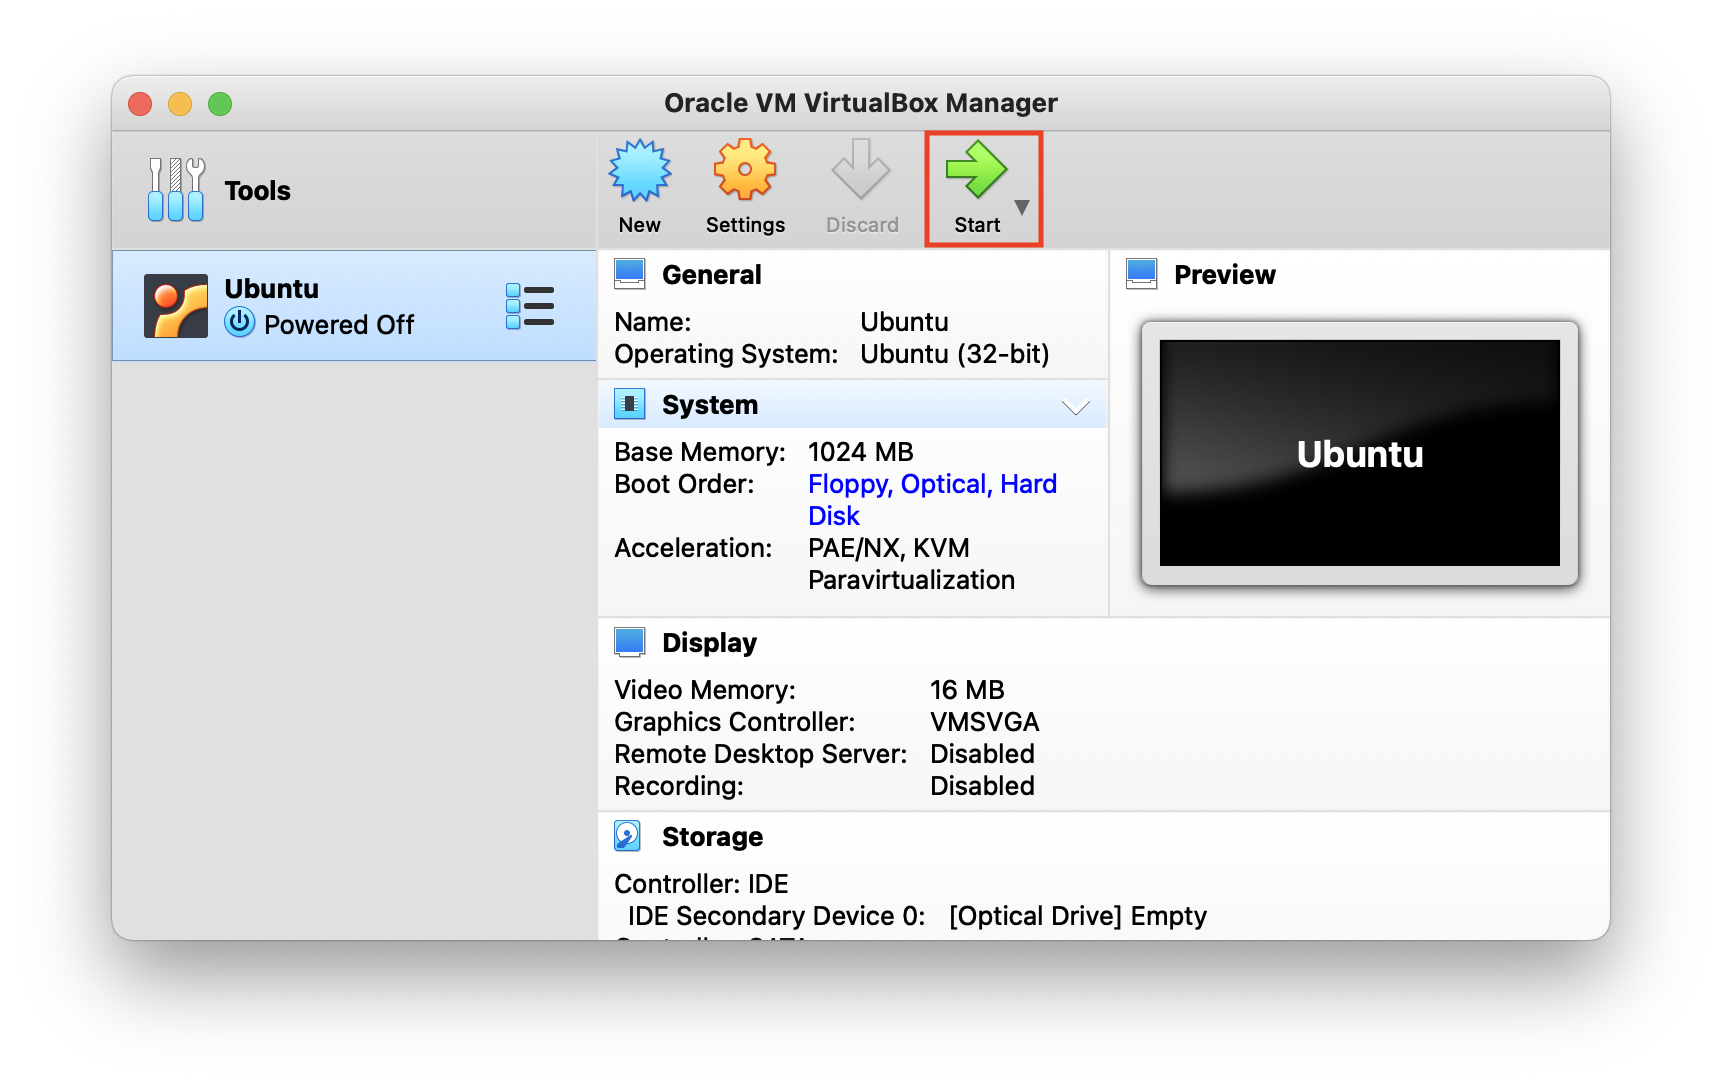 Oracle VM VirtualBox Manager
Tools
New
Settings
Discard
Start
Ubuntu
Powered Off
General
Name: Ubuntu
Operating System: Ubuntu (32-bit)
System
Base Memory: 1024 MB
Boot Order: Floppy, Optical, Hard
Disk
Acceleration: PAE/NX, KVM
Paravirtualization
Preview
Ubuntu
Display
Video Memory: 16 MB
Graphics Controller: VMSVGA
Remote Desktop Server: Disabled
Recording: Disabled
Storage
Controller: IDE
IDE Secondary Device 0: [Optical Drive] Empty